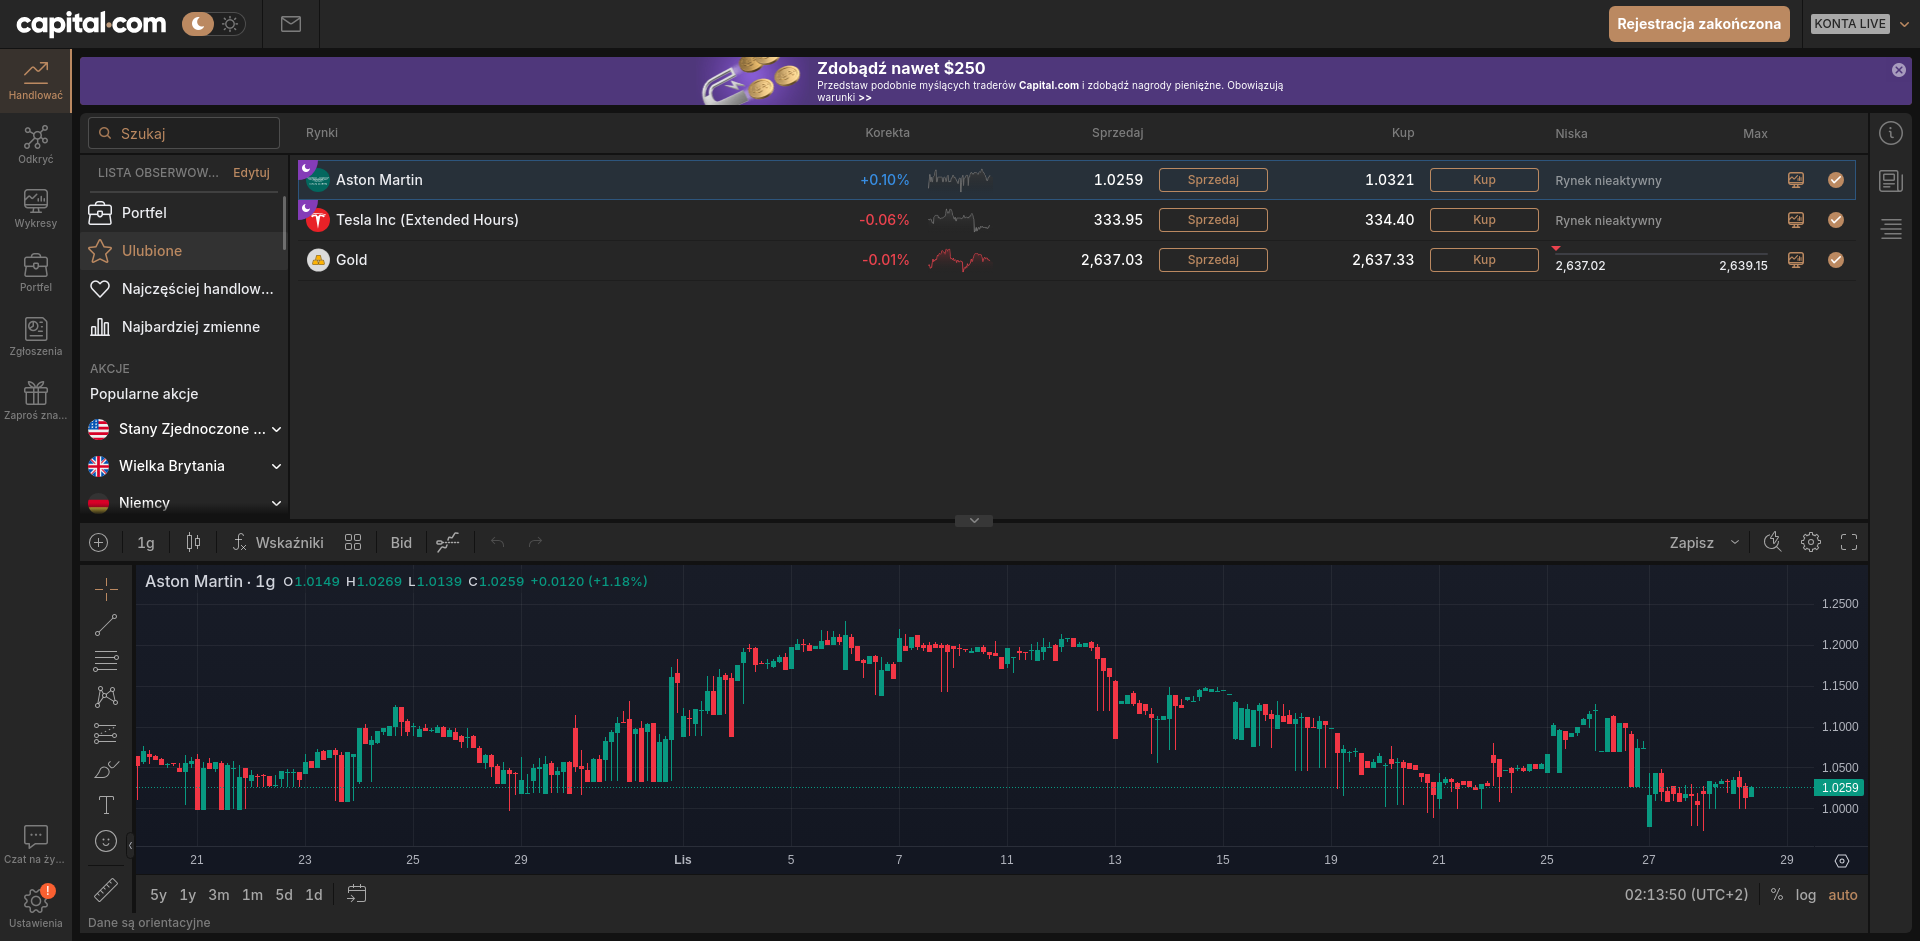 capital.com
Rejestracja zakończona
KONTA LIVE
Handlować
Odkryć
Wykresy
Portfel
Zgłoszenia
Zaproś zna...
Czat na ży...
!
Ustawienia
Zdobądź nawet $250
Przedstaw podobnie myślących traderów Capital.com i zdobądź nagrody pieniężne. Obowiązują
warunki >>
Szukaj
LISTA OBSERWOW... Edytuj
Portfel
Ulubione
Najczęściej handlow...
Najbardziej zmienne
AKCJE
Popularne akcje
Stany Zjednoczone ...
Wielka Brytania
Niemcy
Rynki Korekta Sprzedaj Kup Niska Max
Aston Martin +0.10% 1.0259 Sprzedaj 1.0321 Kup Rynek nieaktywny
Tesla Inc (Extended Hours) -0.06% 333.95 Sprzedaj 334.40 Kup Rynek nieaktywny
Gold -0.01% 2,637.03 Sprzedaj 2,637.33 Kup 2,637.02 2,639.15
1g Wskaźniki Bid Zapisz
Aston Martin · 1g O1.0149 H1.0269 L1.0139 C1.0259 +0.0120 (+1.18%)
1.2500
1.2000
1.1500
1.1000
1.0500
1.0259
1.0000
21 23 25 29 Lis 5 7 11 13 15 19 21 25 27 29
5y 1y 3m 1m 5d 1d 02:13:50 (UTC+2) % log auto
Dane są orientacyjne